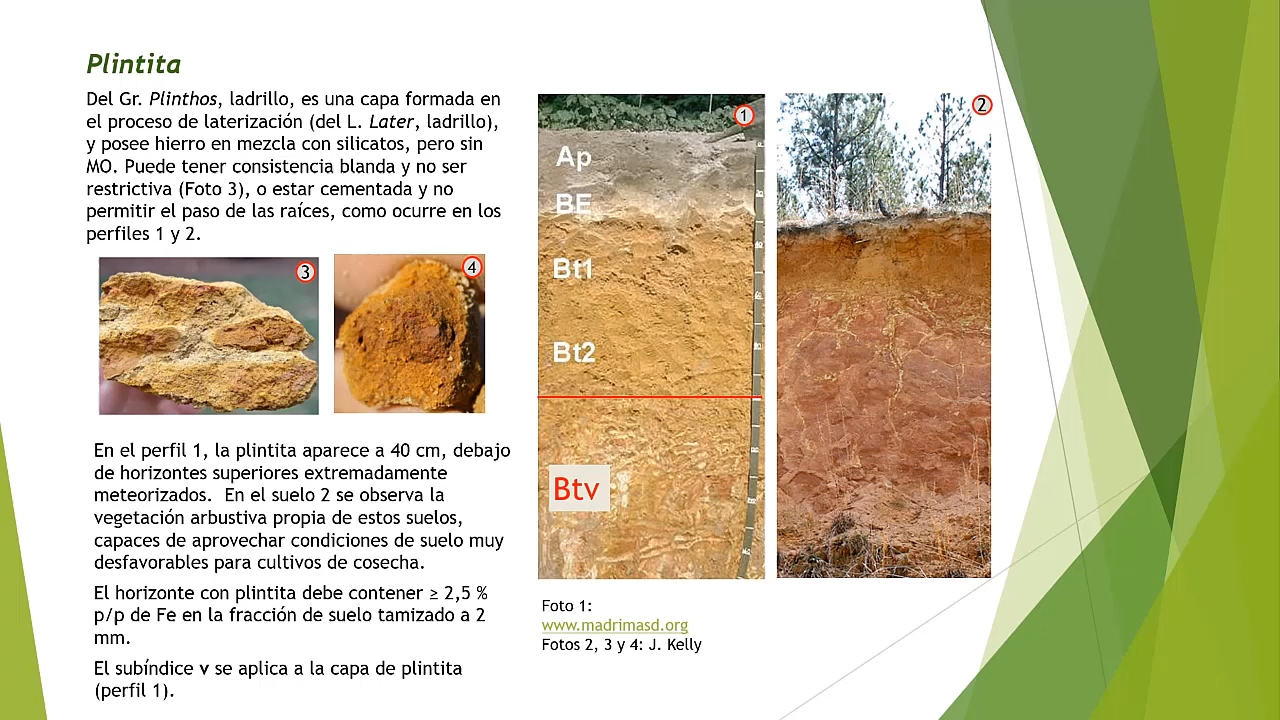 Plintita
Del Gr. Plinthos, ladrillo, es una capa formada en
el proceso de laterización (del L. Later, ladrillo),
y posee hierro en mezcla con silicatos, pero sin
MO. Puede tener consistencia blanda y no ser
restrictiva (Foto 3), o estar cementada y no
permitir el paso de las raíces, como ocurre en los
perfiles 1 y 2.
3
4
En el perfil 1, la plintita aparece a 40 cm, debajo
de horizontes superiores extremadamente
meteorizados. En el suelo 2 se observa la
vegetación arbustiva propia de estos suelos,
capaces de aprovechar condiciones de suelo muy
desfavorables para cultivos de cosecha.
El horizonte con plintita debe contener ≥ 2,5 %
p/p de Fe en la fracción de suelo tamizado a 2
mm.
El subíndice v se aplica a la capa de plintita
(perfil 1).
1
Ap
BE
Bt1
Bt2
Btv
2
Foto 1:
www.madrimasd.org
Fotos 2, 3 y 4: J. Kelly